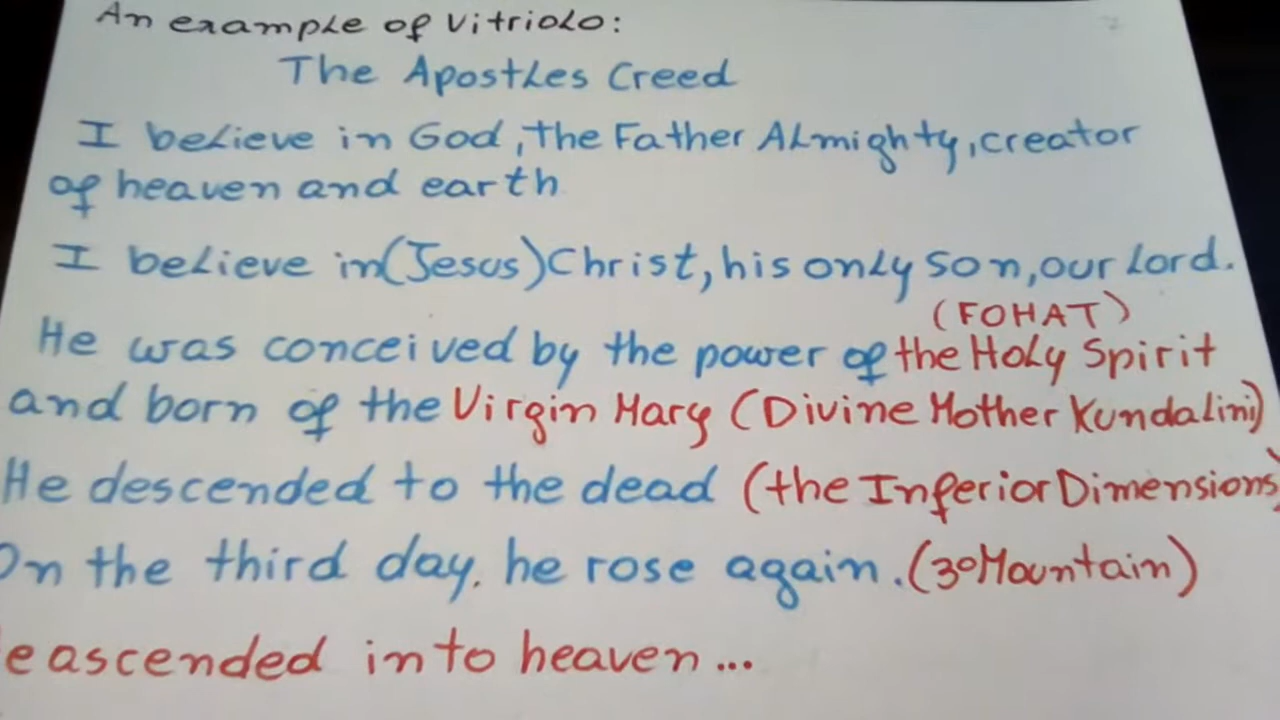 An example of Vitriolo:
The Apostles Creed
I believe in God, the Father Almighty, creator
of heaven and earth
I believe in (Jesus) Christ, his only son, our Lord.
(FOHAT)
He was conceived by the power of the Holy Spirit
and born of the Virgin Mary (Divine Mother Kundalini)
He descended to the dead (the Inferior Dimensions)
On the third day. he rose again. (3º Mountain)
e ascended into heaven...